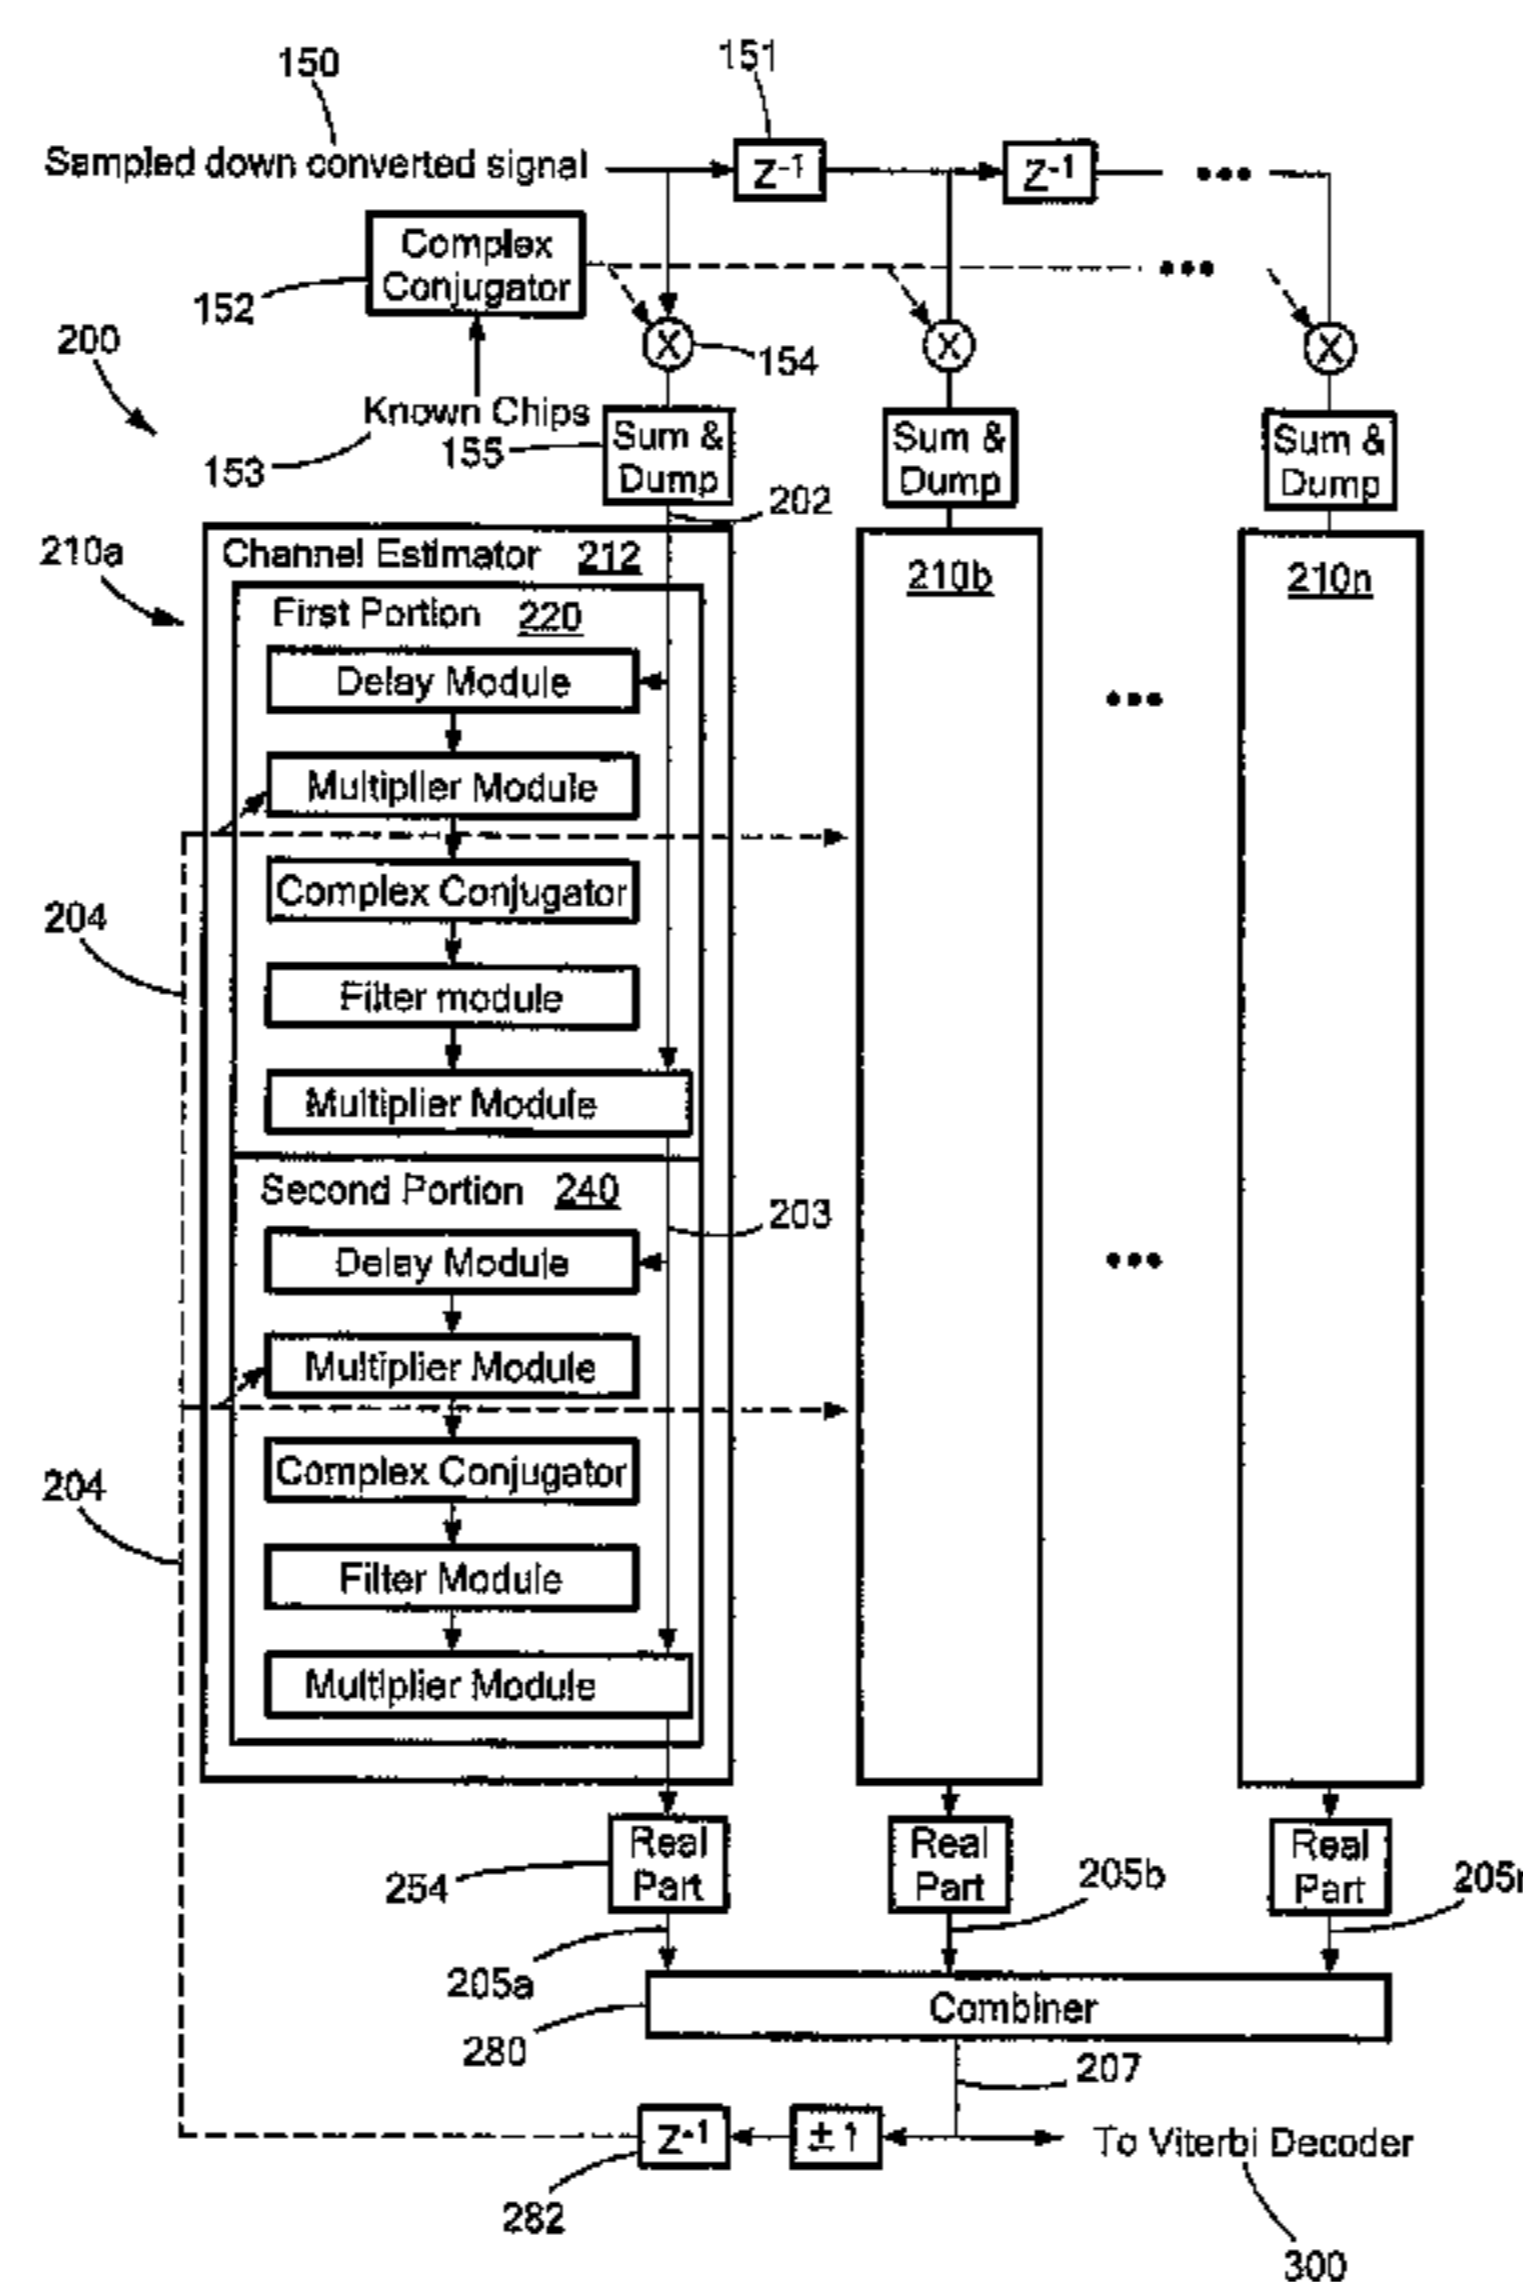 150
151
Sampled down converted signal
Z-1
Z-1
•••
Complex
Conjugator
•••
152
200
X
154
X
X
Known Chips
153
155
Sum &
Dump
Sum &
Dump
Sum &
Dump
202
210a
Channel Estimator 212
210b
210n
First Portion 220
Delay Module
•••
Multiplier Module
Complex Conjugator
204
Filter module
Multiplier Module
Second Portion 240
203
Delay Module
•••
Multiplier Module
Complex Conjugator
204
Filter Module
Multiplier Module
Real
Part
Real
Part
Real
Part
254
205b
205n
205a
Combiner
280
207
Z-1
± 1
To Viterbi Decoder
282
300